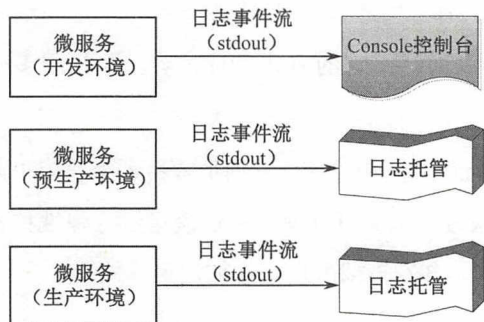 微服务
（开发环境）
日志事件流
（stdout）
Console控制台
微服务
（预生产环境）
日志事件流
（stdout）
日志托管
微服务
（生产环境）
日志事件流
（stdout）
日志托管